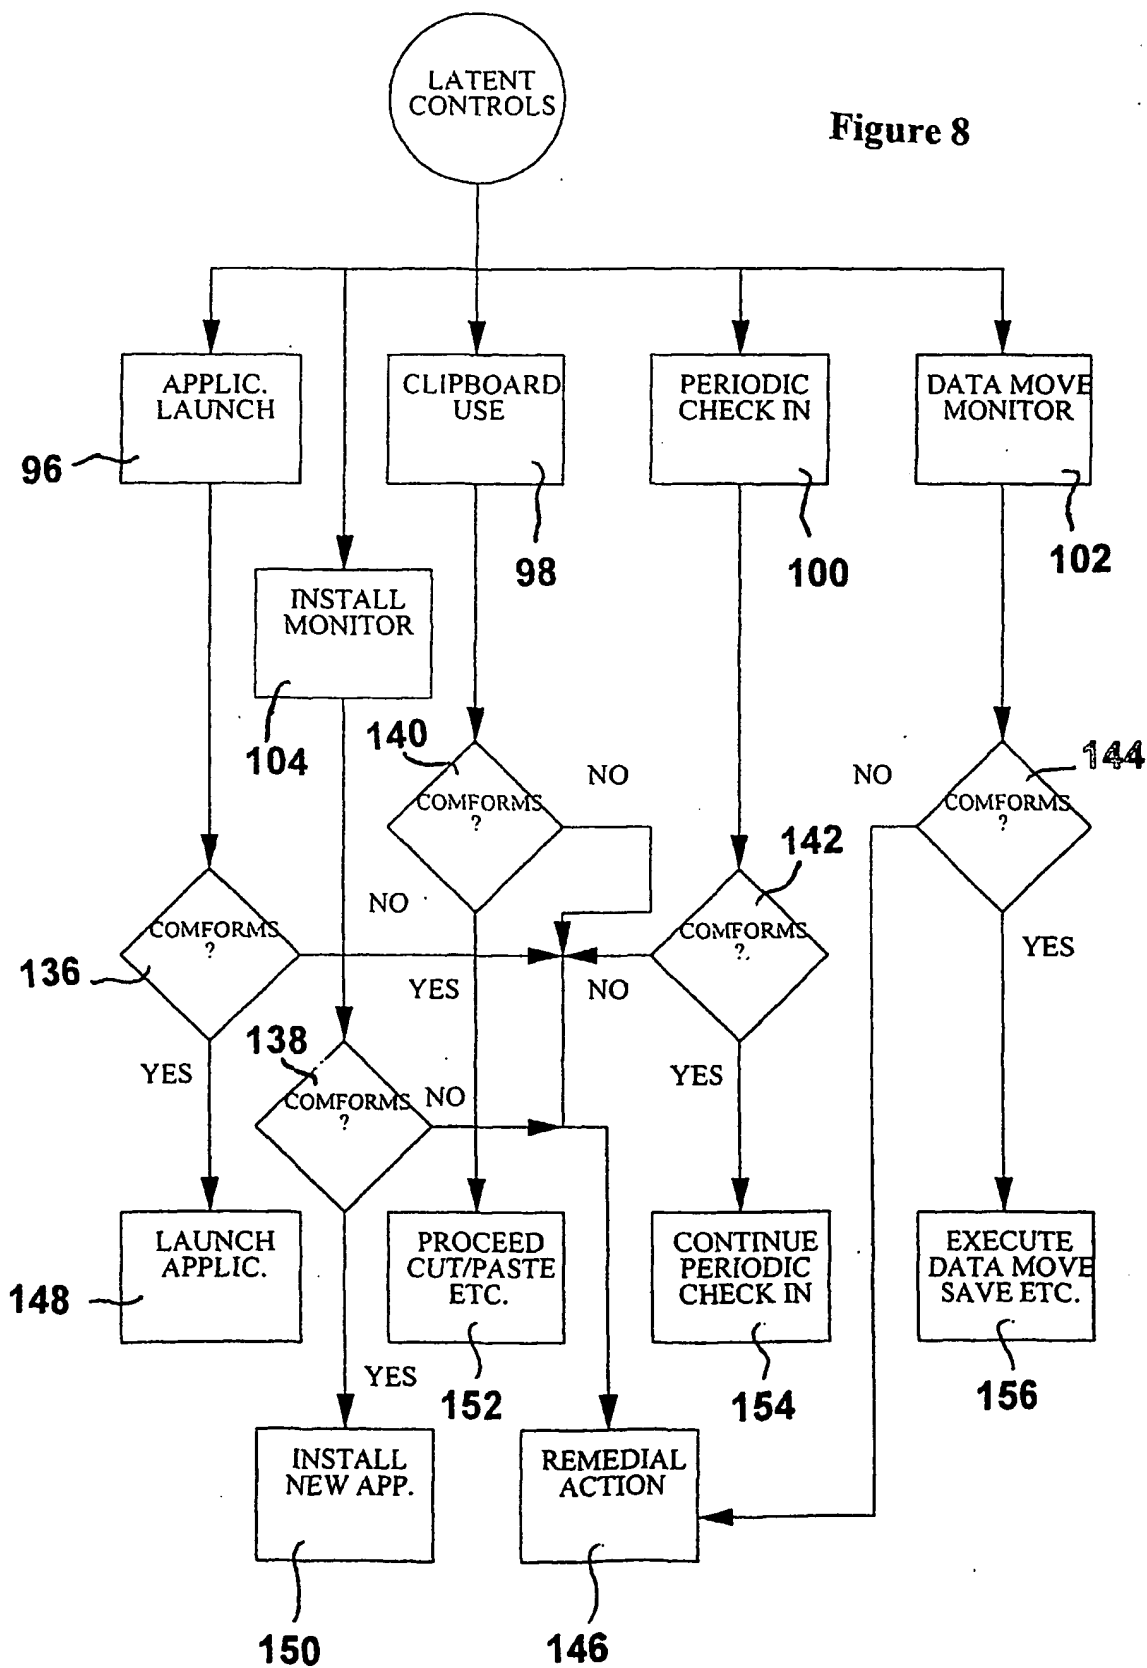 LATENT
CONTROLS
Figure 8
APPLIC.
LAUNCH
CLIPBOARD
USE
PERIODIC
CHECK IN
DATA MOVE
MONITOR
96
98
100
102
INSTALL
MONITOR
104
140
COMFORMS
?
NO
NO
144
COMFORMS
?
142
COMFORMS
?
NO
COMFORMS
?
136
YES
NO
YES
YES
138
COMFORMS
?
NO
YES
LAUNCH
APPLIC.
148
PROCEED
CUT/PASTE
ETC.
152
CONTINUE
PERIODIC
CHECK IN
154
EXECUTE
DATA MOVE
SAVE ETC.
156
YES
INSTALL
NEW APP.
150
REMEDIAL
ACTION
146